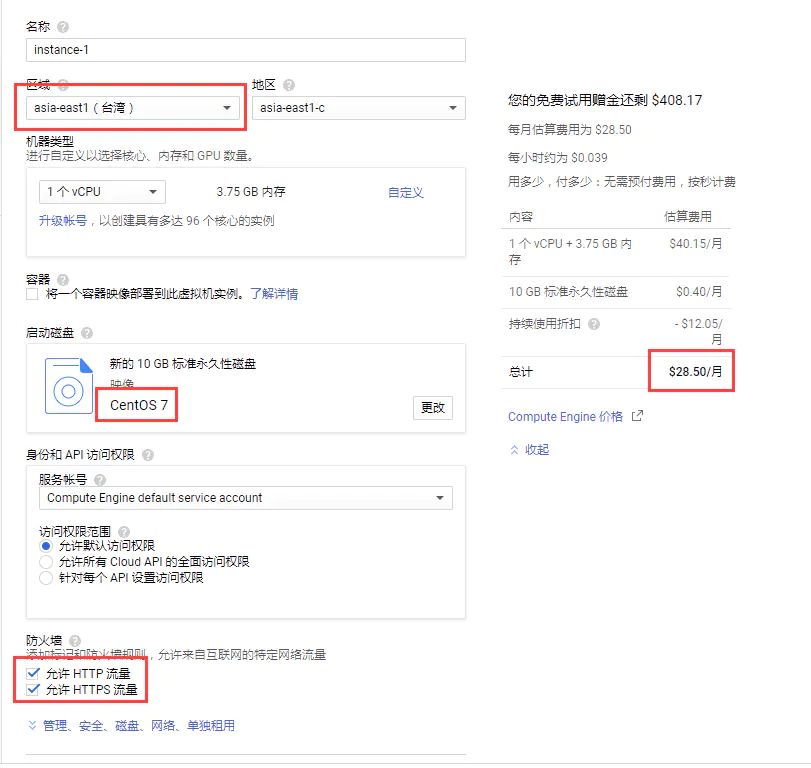 名称
instance-1
区域 地区
asia-east1（台湾） asia-east1-c
机器类型
进行自定义以选择核心、内存和 GPU 数量。
1 个 vCPU 3.75 GB 内存 自定义
升级帐号，以创建具有多达 96 个核心的实例
容器
将一个容器映像部署到此虚拟机实例。了解详情
启动磁盘
新的 10 GB 标准永久性磁盘
映像
CentOS 7
更改
身份和 API 访问权限
服务帐号
Compute Engine default service account
访问权限范围
允许默认访问权限
允许所有 Cloud API 的全面访问权限
针对每个 API 设置访问权限
防火墙
添加标记和防火墙规则，允许来自互联网的特定网络流量
允许 HTTP 流量
允许 HTTPS 流量
管理、安全、磁盘、网络、单独租用
您的免费试用赠金还剩 $408.17
每月估算费用为 $28.50
每小时约为 $0.039
用多少，付多少：无需预付费用，按秒计费
内容 估算费用
1 个 vCPU + 3.75 GB 内 $40.15/月
存
10 GB 标准永久性磁盘 $0.40/月
持续使用折扣 - $12.05/
月
总计 $28.50/月
Compute Engine 价格
收起